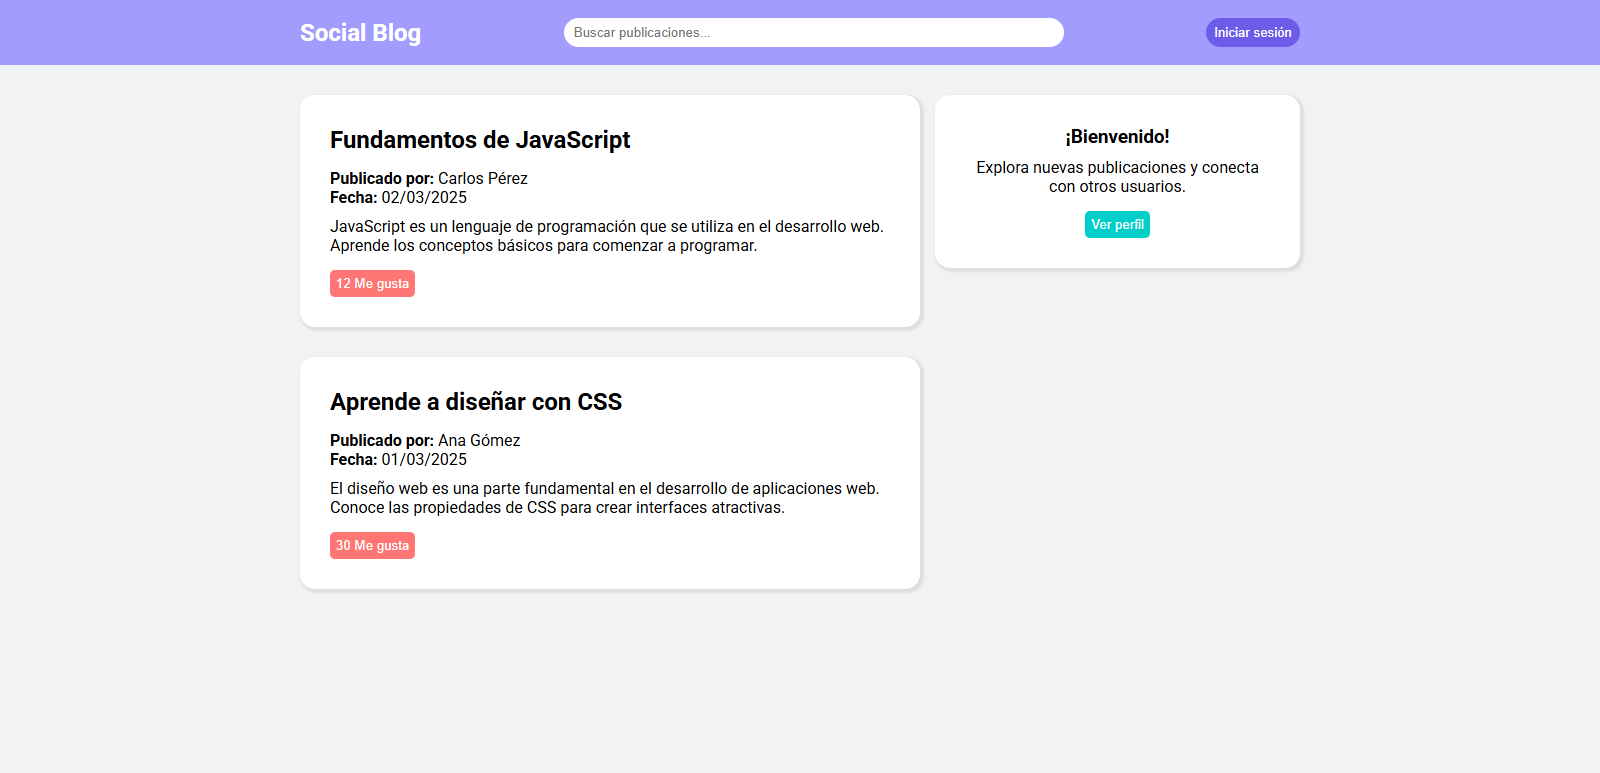 Social Blog
Buscar publicaciones...
Iniciar sesión
Fundamentos de JavaScript
Publicado por: Carlos Pérez
Fecha: 02/03/2025
JavaScript es un lenguaje de programación que se utiliza en el desarrollo web.
Aprende los conceptos básicos para comenzar a programar.
12 Me gusta
Aprende a diseñar con CSS
Publicado por: Ana Gómez
Fecha: 01/03/2025
El diseño web es una parte fundamental en el desarrollo de aplicaciones web.
Conoce las propiedades de CSS para crear interfaces atractivas.
30 Me gusta
¡Bienvenido!
Explora nuevas publicaciones y conecta
con otros usuarios.
Ver perfil